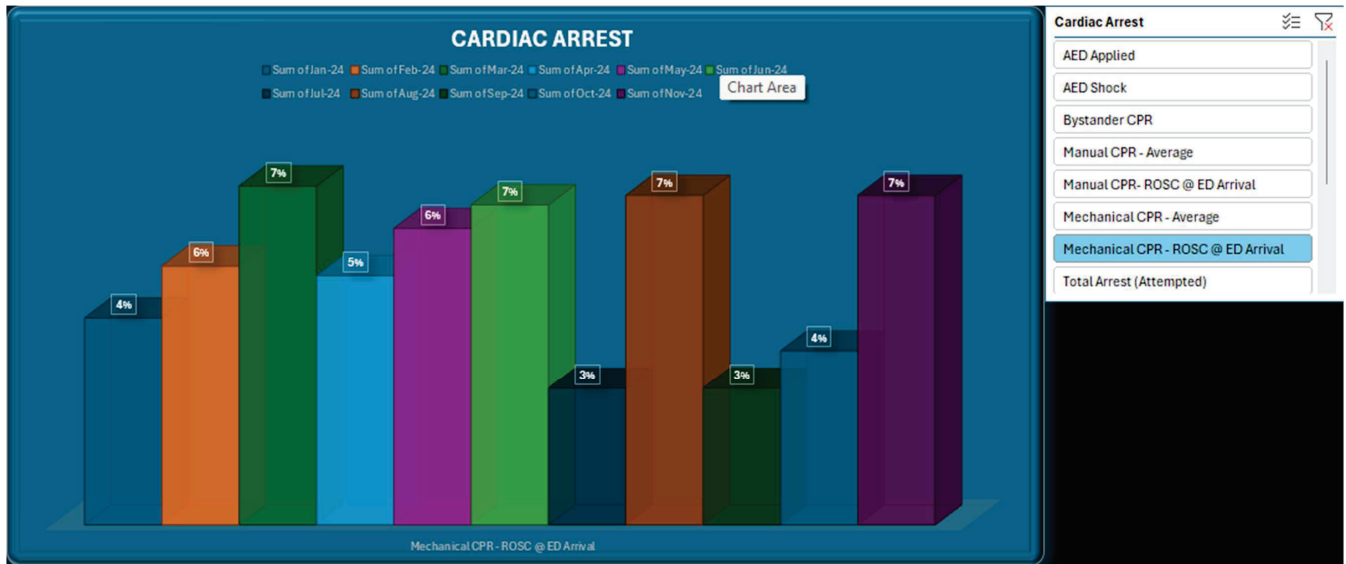 CARDIAC ARREST
Sum of Jan-24 Sum of Feb-24 Sum of Mar-24 Sum of Apr-24 Sum of May-24 Sum of Jun-24
Sum of Jul-24 Sum of Aug-24 Sum of Sep-24 Sum of Oct-24 Sum of Nov-24
Chart Area
4%
6%
7%
5%
6%
7%
3%
7%
3%
4%
7%
Mechanical CPR - ROSC @ ED Arrival
Cardiac Arrest
AED Applied
AED Shock
Bystander CPR
Manual CPR - Average
Manual CPR- ROSC @ ED Arrival
Mechanical CPR - Average
Mechanical CPR - ROSC @ ED Arrival
Total Arrest (Attempted)